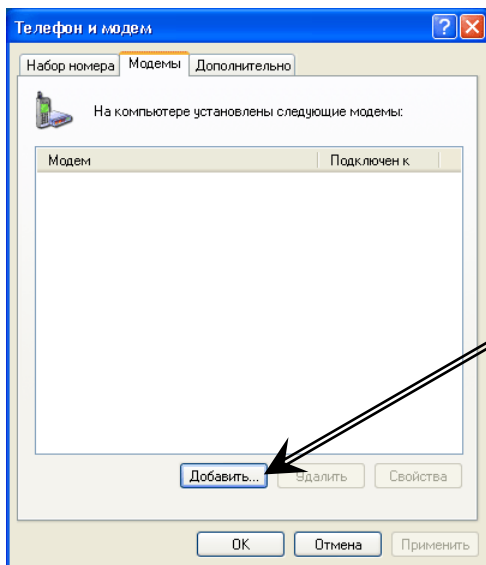 Телефон и модем
Набор номера Модемы Дополнительно
На компьютере установлены следующие модемы:
Модем Подключен к
Добавить... Удалить Свойства
OK Отмена Применить